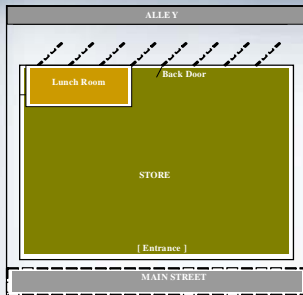 ALLEY
Back Door
Lunch Room
STORE
[ Entrance ]
MAIN STREET